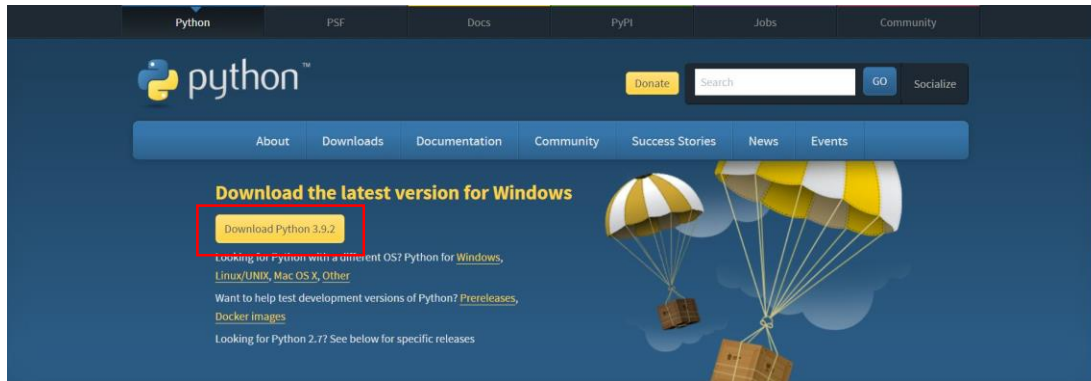 Python
PSF
Docs
PyPI
Jobs
Community
python™
Donate
Search
GO
Socialize
About
Downloads
Documentation
Community
Success Stories
News
Events
Download the latest version for Windows
Download Python 3.9.2
Looking for Python with a different OS? Python for Windows,
Linux/UNIX, Mac OS X, Other
Want to help test development versions of Python? Prereleases,
Docker images
Looking for Python 2.7? See below for specific releases